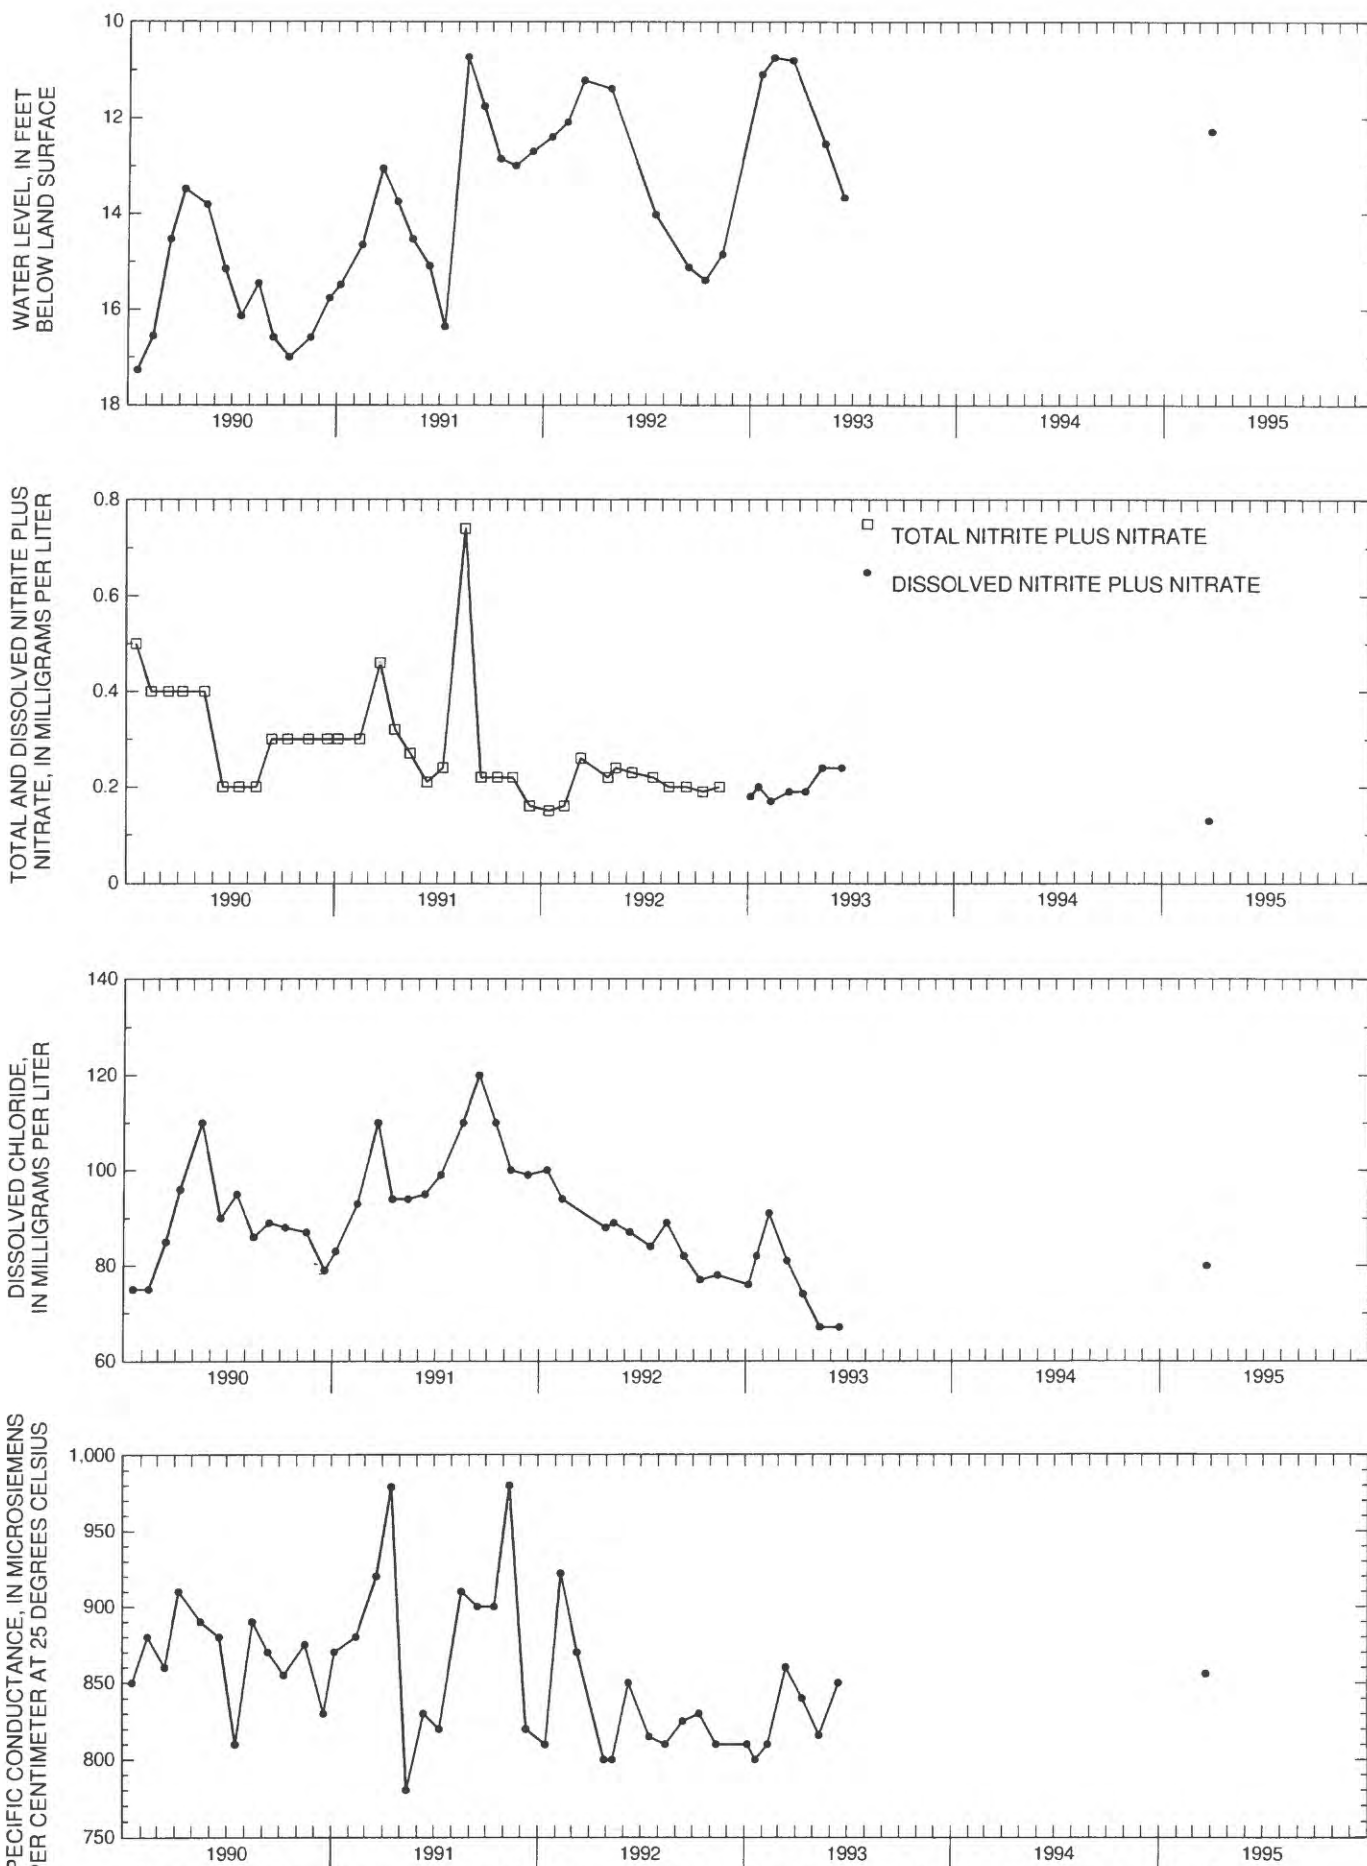 WATER LEVEL, IN FEET
BELOW LAND SURFACE
10
12
14
16
18
1990 1991 1992 1993 1994 1995
TOTAL AND DISSOLVED NITRITE PLUS
NITRATE, IN MILLIGRAMS PER LITER
0.8
0.6
0.4
0.2
0
TOTAL NITRITE PLUS NITRATE
DISSOLVED NITRITE PLUS NITRATE
1990 1991 1992 1993 1994 1995
DISSOLVED CHLORIDE,
IN MILLIGRAMS PER LITER
140
120
100
80
60
1990 1991 1992 1993 1994 1995
PECIFIC CONDUCTANCE, IN MICROSIEMENS
PER CENTIMETER AT 25 DEGREES CELSIUS
1.000
950
900
850
800
750
1990 1991 1992 1993 1994 1995